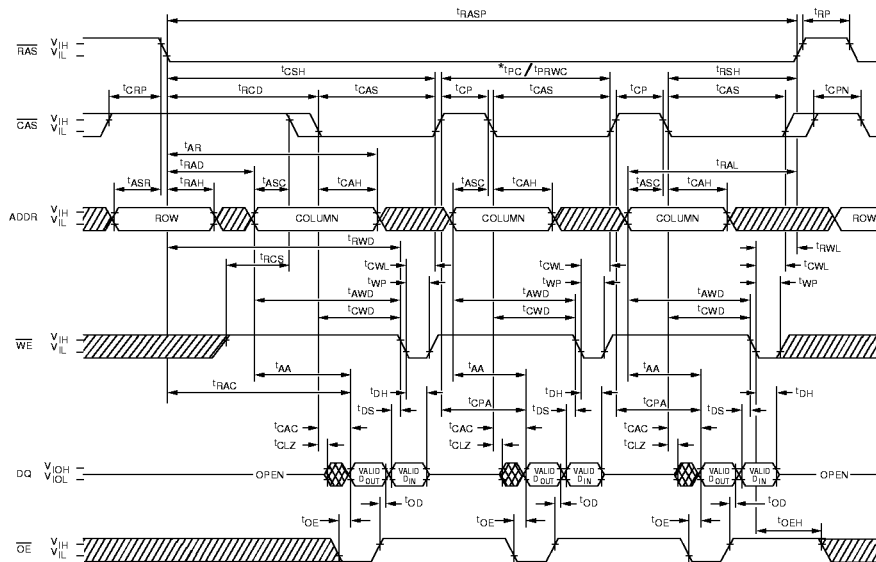 tRASP tRP
RAS VIH VIL
tCSH *tPC / tPRWC tRSH
tCRP tRCD tCAS tCP tCAS tCP tCAS tCPN
CAS VIH VIL
tAR
tRAD tRAL
tASR tRAH tASC tCAH tASC tCAH tASC tCAH
ADDR VIH VIL ROW COLUMN COLUMN COLUMN ROW
tRWD tRWL
tRCS tCWL tCWL tCWL
tWP tWP tWP
tAWD tAWD tAWD
tCWD tCWD tCWD
WE VIH VIL
tAA tAA tAA
tRAC tDH tDH tDH
tCPA tCPA
tDS tDS tDS
tCAC tCAC tCAC
tCLZ tCLZ tCLZ
DQ VIOH VIOL OPEN VALID DOUT VALID DIN VALID DOUT VALID DIN VALID DOUT VALID DIN OPEN
tOD tOD tOD
tOE tOE tOE tOEH
OE VIH VIL